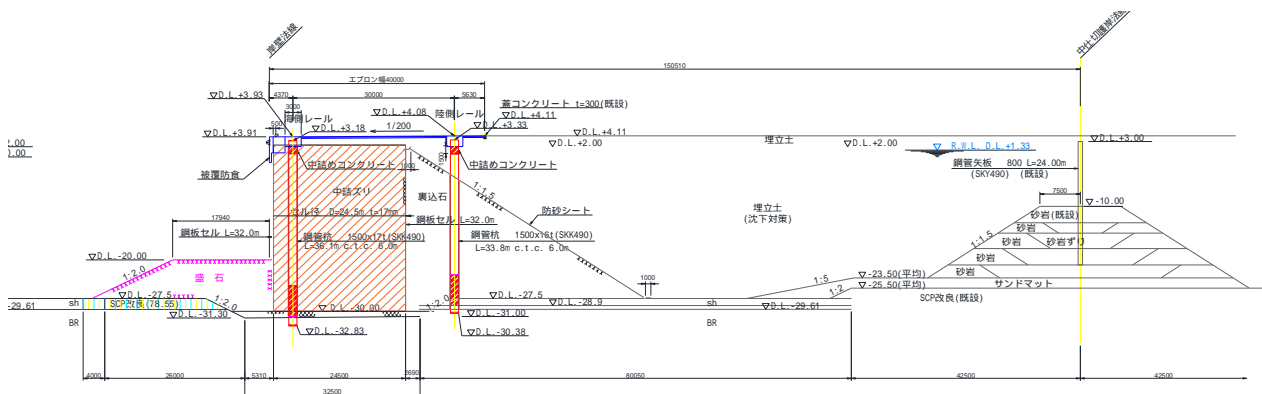 岸壁法線
中仕切護岸法線
150510
エプロン幅40000
4370
30000
5630
▽D.L.+3.93
3000
海側レール
▽D.L.+4.08
陸側レール
蓋コンクリート t=300(既設)
▽D.L.+4.11
500
▽D.L.+3.18
1/200
▽D.L.+3.33
▽D.L.+3.91
▽D.L.+4.11
埋立土
▽D.L.+3.00
▽D.L.+2.00
▽D.L.+2.00
R.W.L. D.L.+1.33
中詰めコンクリート
1000
中詰めコンクリート
鋼管矢板 800 L=24.00m
(SKY490) (既設)
被覆防食
中詰ズリ
1:1.5
裏込石
7500
▽-10.00
セル径 D=24.5m t=17mm
防砂シート
埋立土
(沈下対策)
砂岩(既設)
17940
鋼板セル L=32.0m
鋼板セル L=32.0m
鋼管杭 1500x17t(SKK490)
L=36.1m c.t.c. 6.0m
鋼管杭 1500x16t(SKK490)
L=33.8m c.t.c. 6.0m
1:1.5
砂岩
砂岩ずり
砂岩
▽D.L.-20.00
1:2.0
盛石
1000
1:5
▽-23.50(平均)
砂岩
▽-25.50(平均)
サンドマット
1:2
SCP改良(既設)
sh
▽D.L.-27.5
SCP改良(78.55)
1:2.0
▽D.L.-30.00
1:2.0
▽D.L.-27.5
▽D.L.-28.9
sh
▽D.L.-29.61
-29.61
BR
▽D.L.-31.30
▽D.L.-31.00
▽D.L.-32.83
▽D.L.-30.38
BR
4000
26000
5310
24500
2690
80050
42500
42500
32500